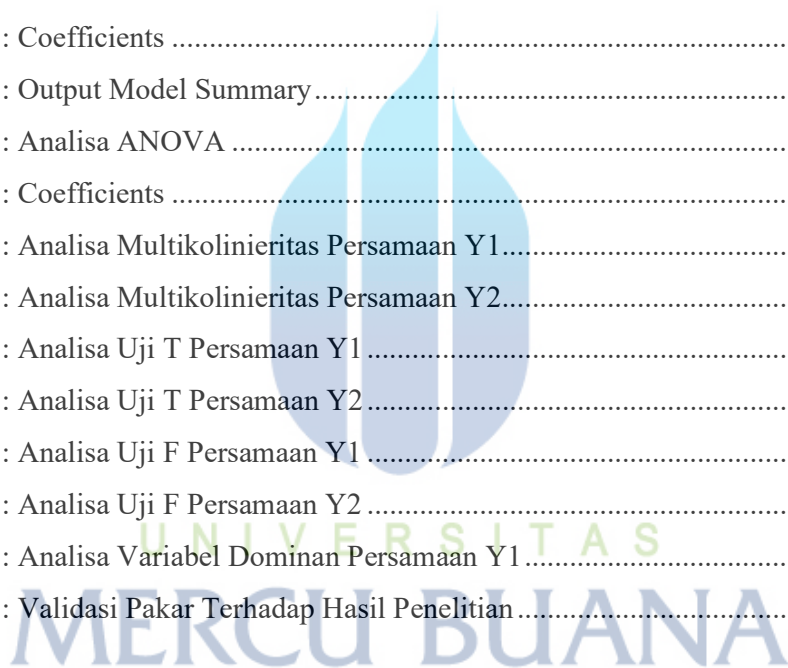 : Coefficients ................................................................................
: Output Model Summary ..............................................................
: Analisa ANOVA ........................................................................
: Coefficients ................................................................................
: Analisa Multikolinieritas Persamaan Y1.....................................
: Analisa Multikolinieritas Persamaan Y2.....................................
: Analisa Uji T Persamaan Y1 .......................................................
: Analisa Uji T Persamaan Y2 .......................................................
: Analisa Uji F Persamaan Y1 .......................................................
: Analisa Uji F Persamaan Y2 .......................................................
UNIVERSITAS
: Analisa Variabel Dominan Persamaan Y1 ..................................
: Validasi Pakar Terhadap Hasil Penelitian ...................................
MERCU BUANA